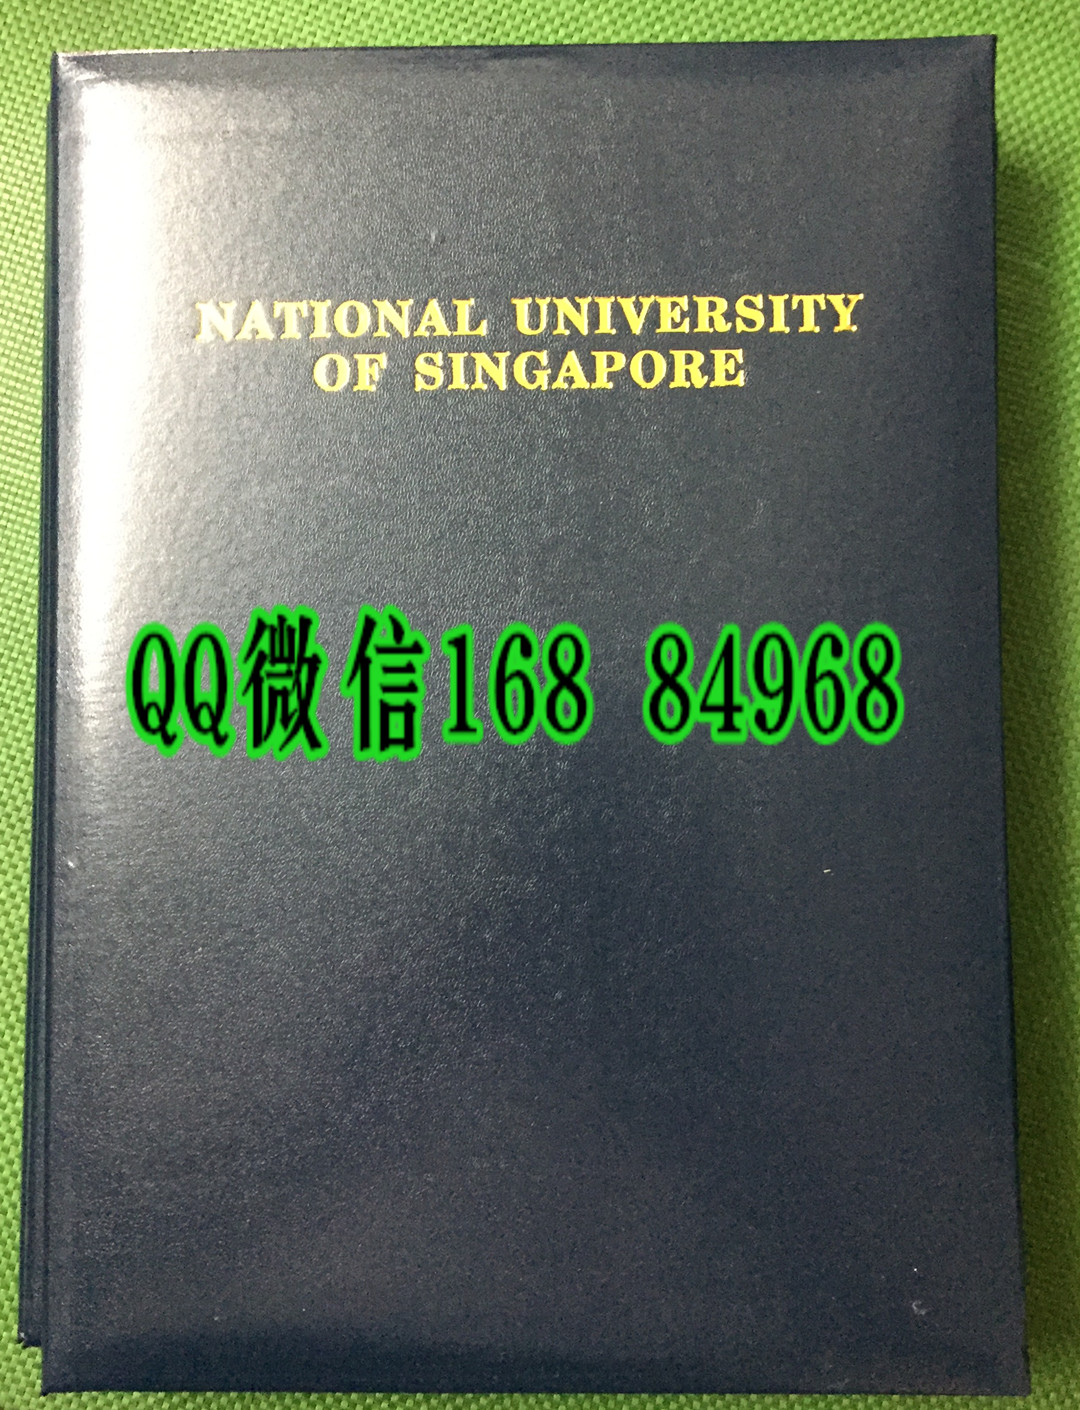 NATIONAL UNIVERSITY
OF SINGAPORE
QQ微信168 84968